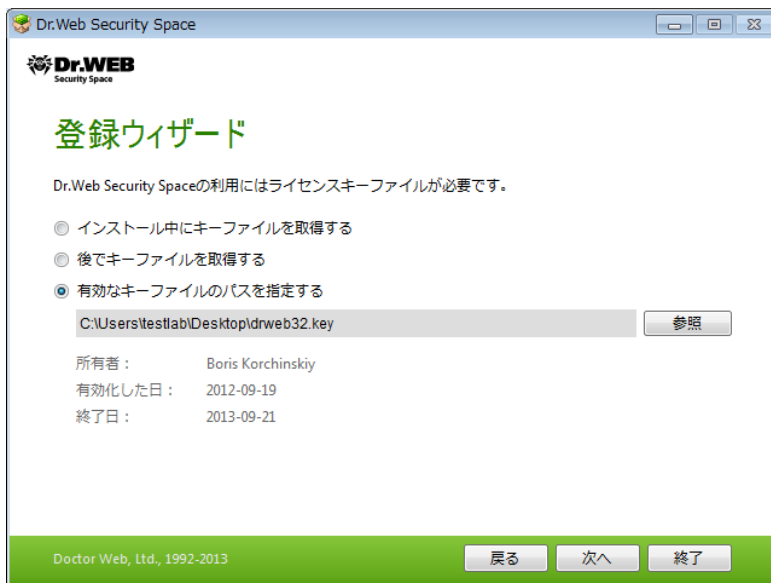 Dr.Web Security Space
Dr.WEB
Security Space
登録ウィザード
Dr.Web Security Spaceの利用にはライセンスキーファイルが必要です。
インストール中にキーファイルを取得する
後でキーファイルを取得する
有効なキーファイルのパスを指定する
C:\Users\testlab\Desktop\drweb32.key 参照
所有者： Boris Korchinskiy
有効化した日： 2012-09-19
終了日： 2013-09-21
Doctor Web, Ltd., 1992-2013 戻る 次へ 終了